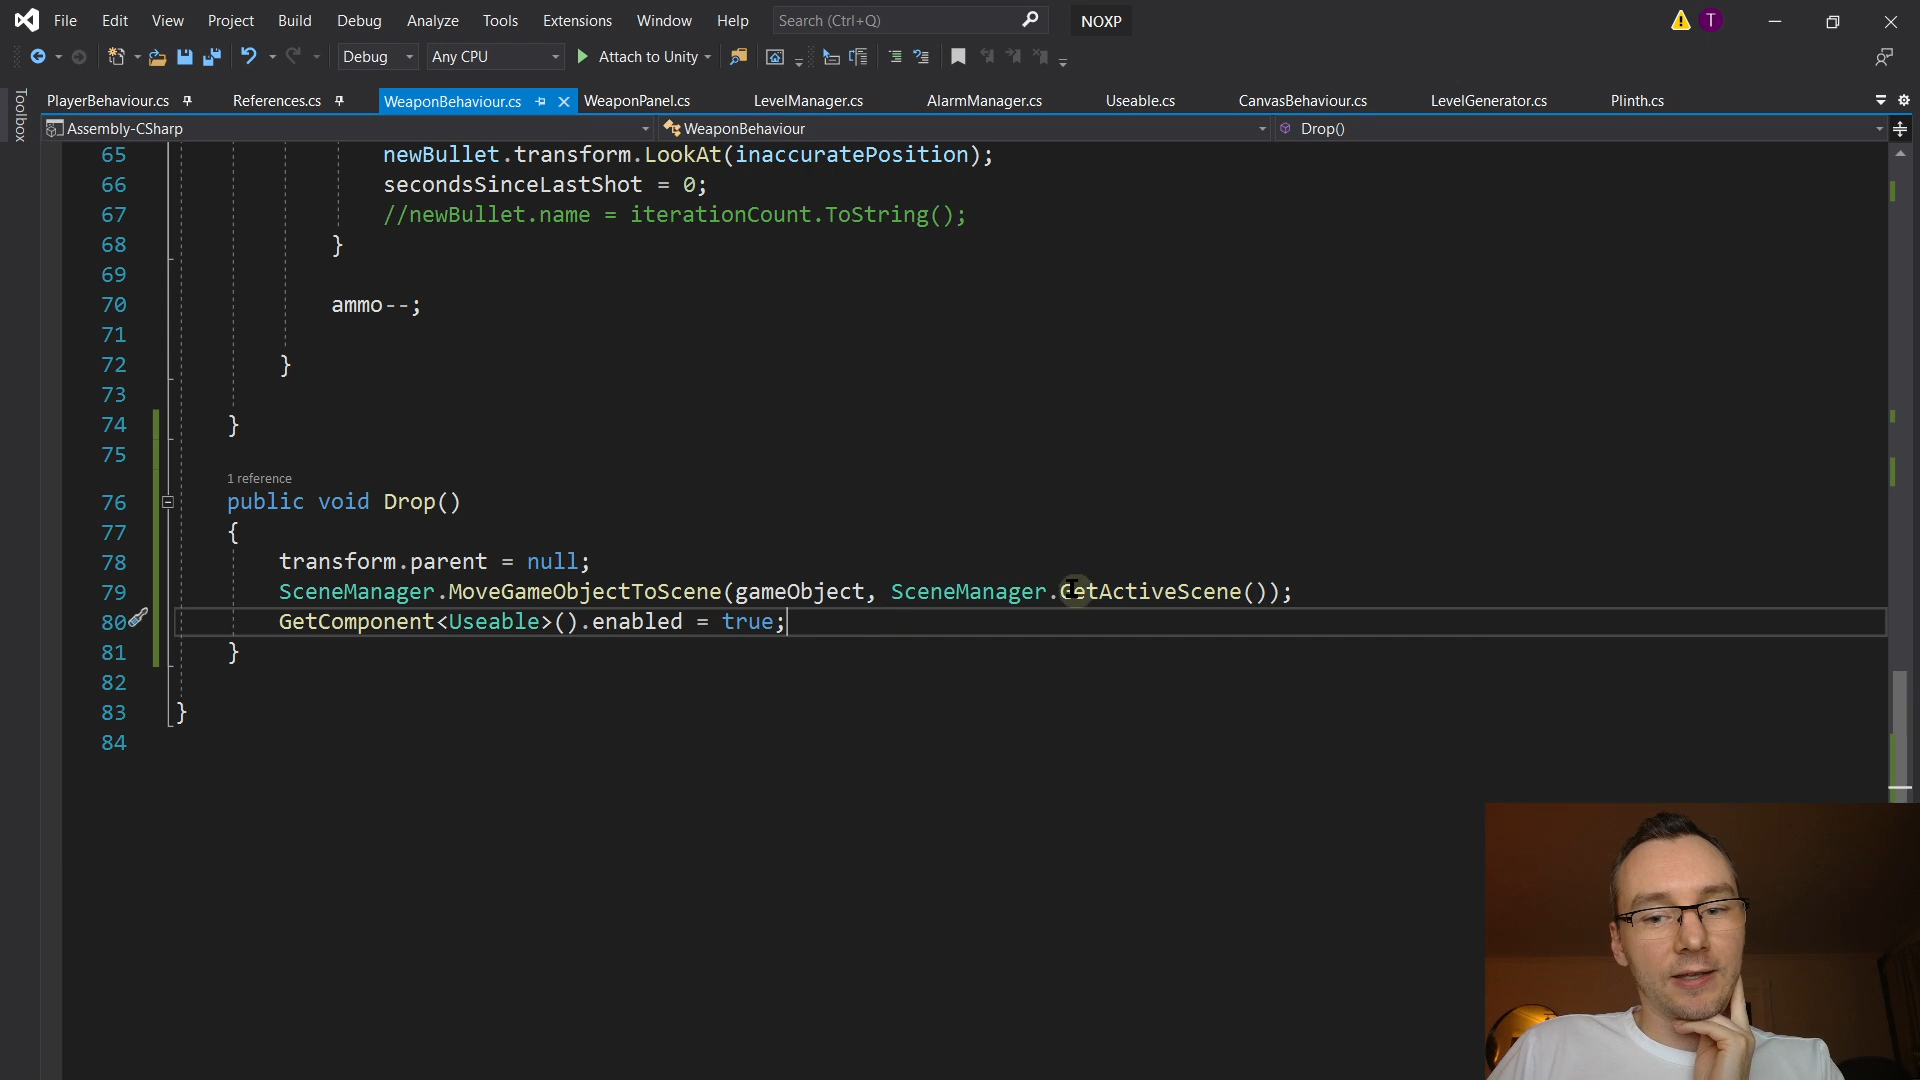 File Edit View Project Build Debug Analyze Tools Extensions Window Help Search (Ctrl+Q) NOXP T
Debug Any CPU Attach to Unity
Toolbox
PlayerBehaviour.cs References.cs WeaponBehaviour.cs WeaponPanel.cs LevelManager.cs AlarmManager.cs Useable.cs CanvasBehaviour.cs LevelGenerator.cs Plinth.cs
Assembly-CSharp WeaponBehaviour Drop()
65 newBullet.transform.LookAt(inaccuratePosition);
66 secondsSinceLastShot = 0;
67 //newBullet.name = iterationCount.ToString();
68 }
69
70 ammo--;
71
72 }
73
74 }
75
1 reference
76 public void Drop()
77 {
78 transform.parent = null;
79 SceneManager.MoveGameObjectToScene(gameObject, SceneManager.GetActiveScene());
80 GetComponent<Useable>().enabled = true;
81 }
82
83 }
84